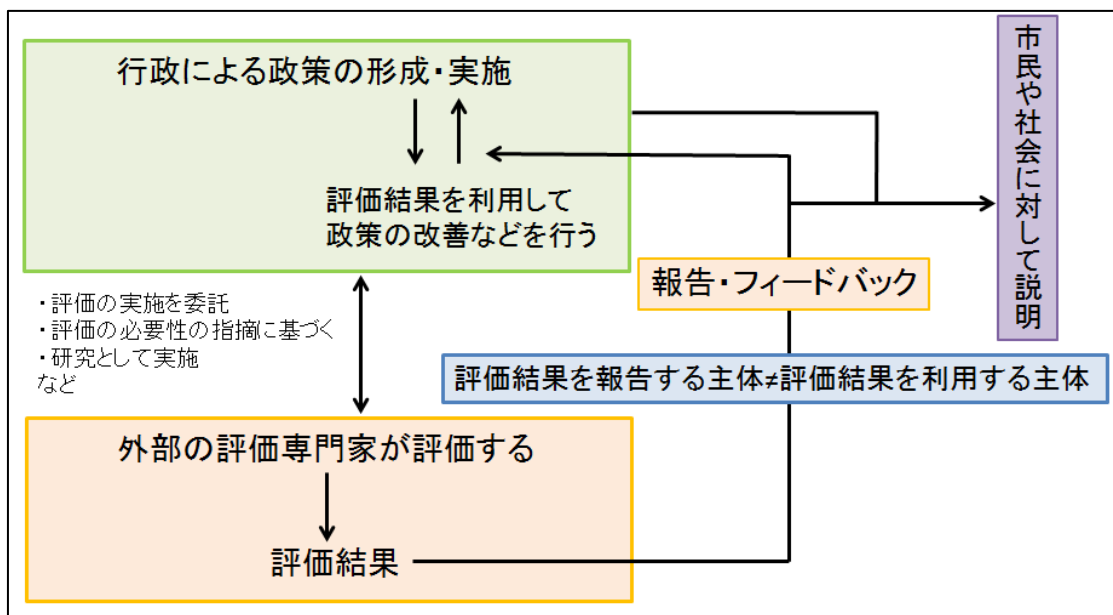 行政による政策の形成・実施
評価結果を利用して
政策の改善などを行う
市民や社会に対して説明
報告・フィードバック
・評価の実施を委託
・評価の必要性の指摘に基づく
・研究として実施
など
評価結果を報告する主体≠評価結果を利用する主体
外部の評価専門家が評価する
評価結果